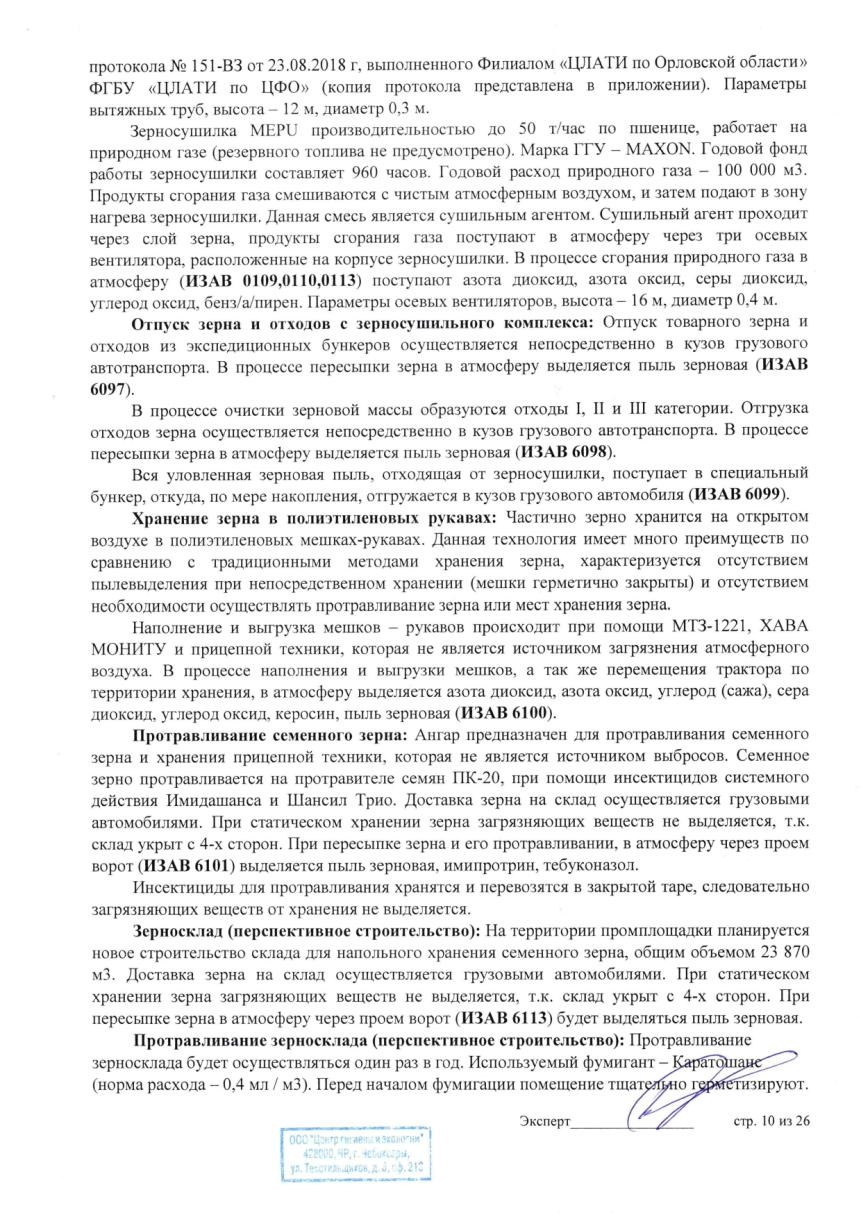 протокола № 151-ВЗ от 23.08.2018 г, выполненного Филиалом «ЦЛАТИ по Орловской области»
ФГБУ «ЦЛАТИ по ЦФО» (копия протокола представлена в приложении). Параметры
вытяжных труб, высота – 12 м, диаметр 0,3 м.
Зерносушилка MEPU производительностью до 50 т/час по пшенице, работает на
природном газе (резервного топлива не предусмотрено). Марка ГГУ – MAXON. Годовой фонд
работы зерносушилки составляет 960 часов. Годовой расход природного газа – 100 000 м3.
Продукты сгорания газа смешиваются с чистым атмосферным воздухом, и затем подают в зону
нагрева зерносушилки. Данная смесь является сушильным агентом. Сушильный агент проходит
через слой зерна, продукты сгорания газа поступают в атмосферу через три осевых
вентилятора, расположенные на корпусе зерносушилки. В процессе сгорания природного газа в
атмосферу (ИЗАВ 0109,0110,0113) поступают азота диоксид, азота оксид, серы диоксид,
углерод оксид, бенз/а/пирен. Параметры осевых вентиляторов, высота – 16 м, диаметр 0,4 м.
Отпуск зерна и отходов с зерносушильного комплекса: Отпуск товарного зерна и
отходов из экспедиционных бункеров осуществляется непосредственно в кузов грузового
автотранспорта. В процессе пересыпки зерна в атмосферу выделяется пыль зерновая (ИЗАВ
6097).
В процессе очистки зерновой массы образуются отходы I, II и III категории. Отгрузка
отходов зерна осуществляется непосредственно в кузов грузового автотранспорта. В процессе
пересыпки зерна в атмосферу выделяется пыль зерновая (ИЗАВ 6098).
Вся уловленная зерновая пыль, отходящая от зерносушилки, поступает в специальный
бункер, откуда, по мере накопления, отгружается в кузов грузового автомобиля (ИЗАВ 6099).
Хранение зерна в полиэтиленовых рукавах: Частично зерно хранится на открытом
воздухе в полиэтиленовых мешках-рукавах. Данная технология имеет много преимуществ по
сравнению с традиционными методами хранения зерна, характеризуется отсутствием
пылевыделения при непосредственном хранении (мешки герметично закрыты) и отсутствием
необходимости осуществлять протравливание зерна или мест хранения зерна.
Наполнение и выгрузка мешков – рукавов происходит при помощи МТЗ-1221, ХАВА
МОНИТУ и прицепной техники, которая не является источником загрязнения атмосферного
воздуха. В процессе наполнения и выгрузки мешков, а так же перемещения трактора по
территории хранения, в атмосферу выделяется азота диоксид, азота оксид, углерод (сажа), сера
диоксид, углерод оксид, керосин, пыль зерновая (ИЗАВ 6100).
Протравливание семенного зерна: Ангар предназначен для протравливания семенного
зерна и хранения прицепной техники, которая не является источником выбросов. Семенное
зерно протравливается на протравителе семян ПК-20, при помощи инсектицидов системного
действия Имидашанса и Шансил Трио. Доставка зерна на склад осуществляется грузовыми
автомобилями. При статическом хранении зерна загрязняющих веществ не выделяется, т.к.
склад укрыт с 4-х сторон. При пересыпке зерна и его протравливании, в атмосферу через проем
ворот (ИЗАВ 6101) выделяется пыль зерновая, имипротрин, тебуконазол.
Инсектициды для протравливания хранятся и перевозятся в закрытой таре, следовательно
загрязняющих веществ от хранения не выделяется.
Зерносклад (перспективное строительство): На территории промплощадки планируется
новое строительство склада для напольного хранения семенного зерна, общим объемом 23 870
м3. Доставка зерна на склад осуществляется грузовыми автомобилями. При статическом
хранении зерна загрязняющих веществ не выделяется, т.к. склад укрыт с 4-х сторон. При
пересыпке зерна в атмосферу через проем ворот (ИЗАВ 6113) будет выделяться пыль зерновая.
Протравливание зерносклада (перспективное строительство): Протравливание
зерносклада будет осуществляться один раз в год. Используемый фумигант – Каратошанс
(норма расхода – 0,4 мл / м3). Перед началом фумигации помещение тщательно герметизируют.
Эксперт_________________ стр. 10 из 26
ООО "Центр гигиены и экологии"
428000, ЧР, г. Чебоксары,
ул. Текстильщиков, д. 8, оф. 210